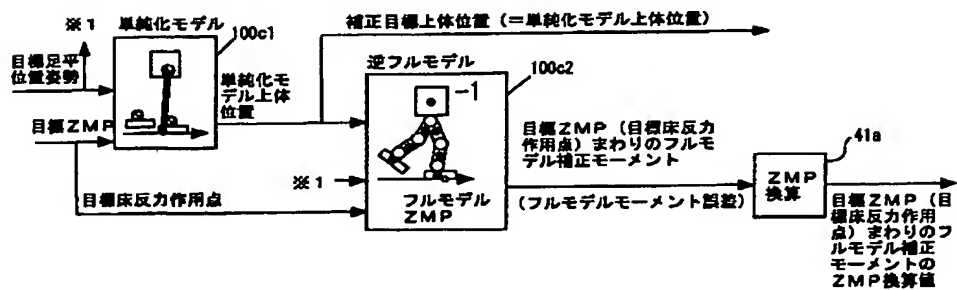 ※1
単純化モデル
100c1
目標足平
位置姿勢
目標ZMP
単純化モ
デル上体
位置
補正目標上体位置（＝単純化モデル上体位置）
逆フルモデル
100c2
-1
※1
フルモデル
ZMP
目標床反力作用点
目標ZMP（目標床反力
作用点）まわりのフルモ
デル補正モーメント
(フルモデルモーメント誤差)
41a
ZMP
換算
目標ZMP（目
標床反力作用
点）まわりのフ
ルモデル補正
モーメントの
ZMP換算値